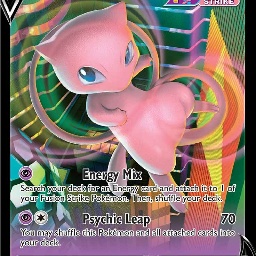 STRIKE
Energy Mix
Search your deck for an Energy card and attach it to 1 of
your Fusion Strike Pokémon. Then, shuffle your deck.
Psychic Leap 70
You may shuffle this Pokémon and all attached cards into
your deck.